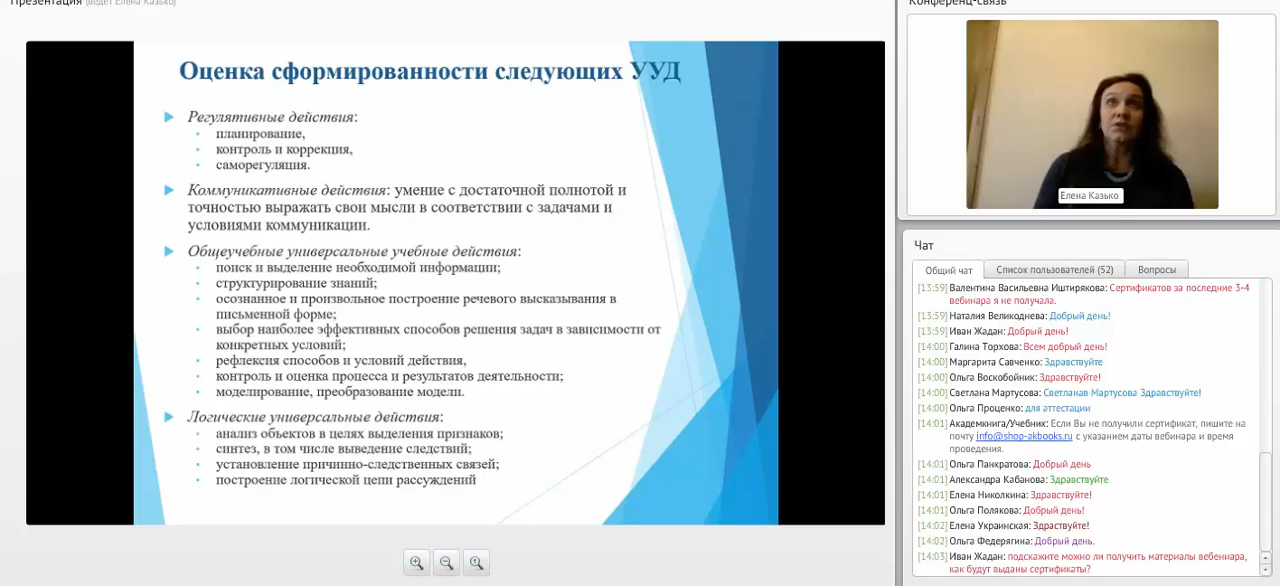 Презентация (ведет Елена Казько)
Оценка сформированности следующих УУД
Регулятивные действия:
планирование,
контроль и коррекция,
саморегуляция.
Коммуникативные действия: умение с достаточной полнотой и
точностью выражать свои мысли в соответствии с задачами и
условиями коммуникации.
Общеучебные универсальные учебные действия:
поиск и выделение необходимой информации;
структурирование знаний;
осознанное и произвольное построение речевого высказывания в
письменной форме;
выбор наиболее эффективных способов решения задач в зависимости от
конкретных условий;
рефлексия способов и условий действия,
контроль и оценка процесса и результатов деятельности;
моделирование, преобразование модели.
Логические универсальные действия:
анализ объектов в целях выделения признаков;
синтез, в том числе выведение следствий;
установление причинно-следственных связей;
построение логической цепи рассуждений
Конференц-связь
Елена Казько
Чат
Общий чат
Список пользователей (52)
Вопросы
[13:59] Валентина Васильевна Иштирякова: Сертификатов за последние 3-4
вебинара я не получала.
[13:59] Наталия Великоднева: Добрый день!
[13:59] Иван Жадан: Добрый день!
[14:00] Галина Торхова: Всем добрый день!
[14:00] Маргарита Савченко: Здравствуйте
[14:00] Ольга Воскобойник: Здравствуйте!
[14:00] Светлана Мартусова: Светланав Мартусова Здравствуйте!
[14:00] Ольга Проценко: для аттестации
[14:01] Академкнига/Учебник: Если Вы не получили сертификат, пишите на
почту info@shop-akbooks.ru с указанием даты вебинара и время
проведения.
[14:01] Ольга Панкратова: Добрый день
[14:01] Александра Кабанова: Здравствуйте
[14:01] Елена Николкина: Здравствуйте!
[14:01] Ольга Полякова: Добрый день!
[14:02] Елена Украинская: Здраствуйте!
[14:02] Ольга Федерягина: Добрый день.
[14:03] Иван Жадан: подскажите можно ли получить материалы вебениара,
как будут выданы сертификаты?